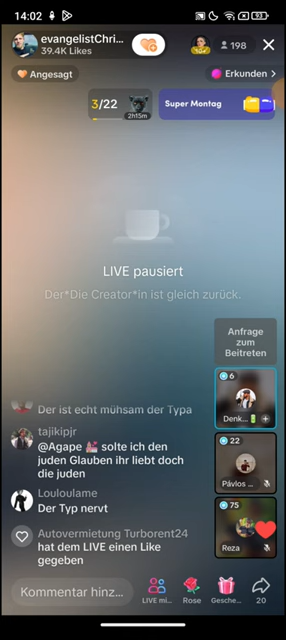 14:02
93
evangelistChri...
39.4K Likes
198
Angesagt
Erkunden
3/22
2h15m
Super Montag
LIVE pausiert
Der*Die Creator*in ist gleich zurück.
Anfrage
zum
Beitreten
6
Denk...
22
Pávlos ...
75
Reza
Der ist echt mühsam der Typa
tajikipjr
@Agape 💒 solte ich den
juden Glauben ihr liebt doch
die juden
Louloulame
Der Typ nervt
Autovermietung Turborent24
hat dem LIVE einen Like
gegeben
Kommentar hinz...
LIVE mi...
Rose
Gesche...
20